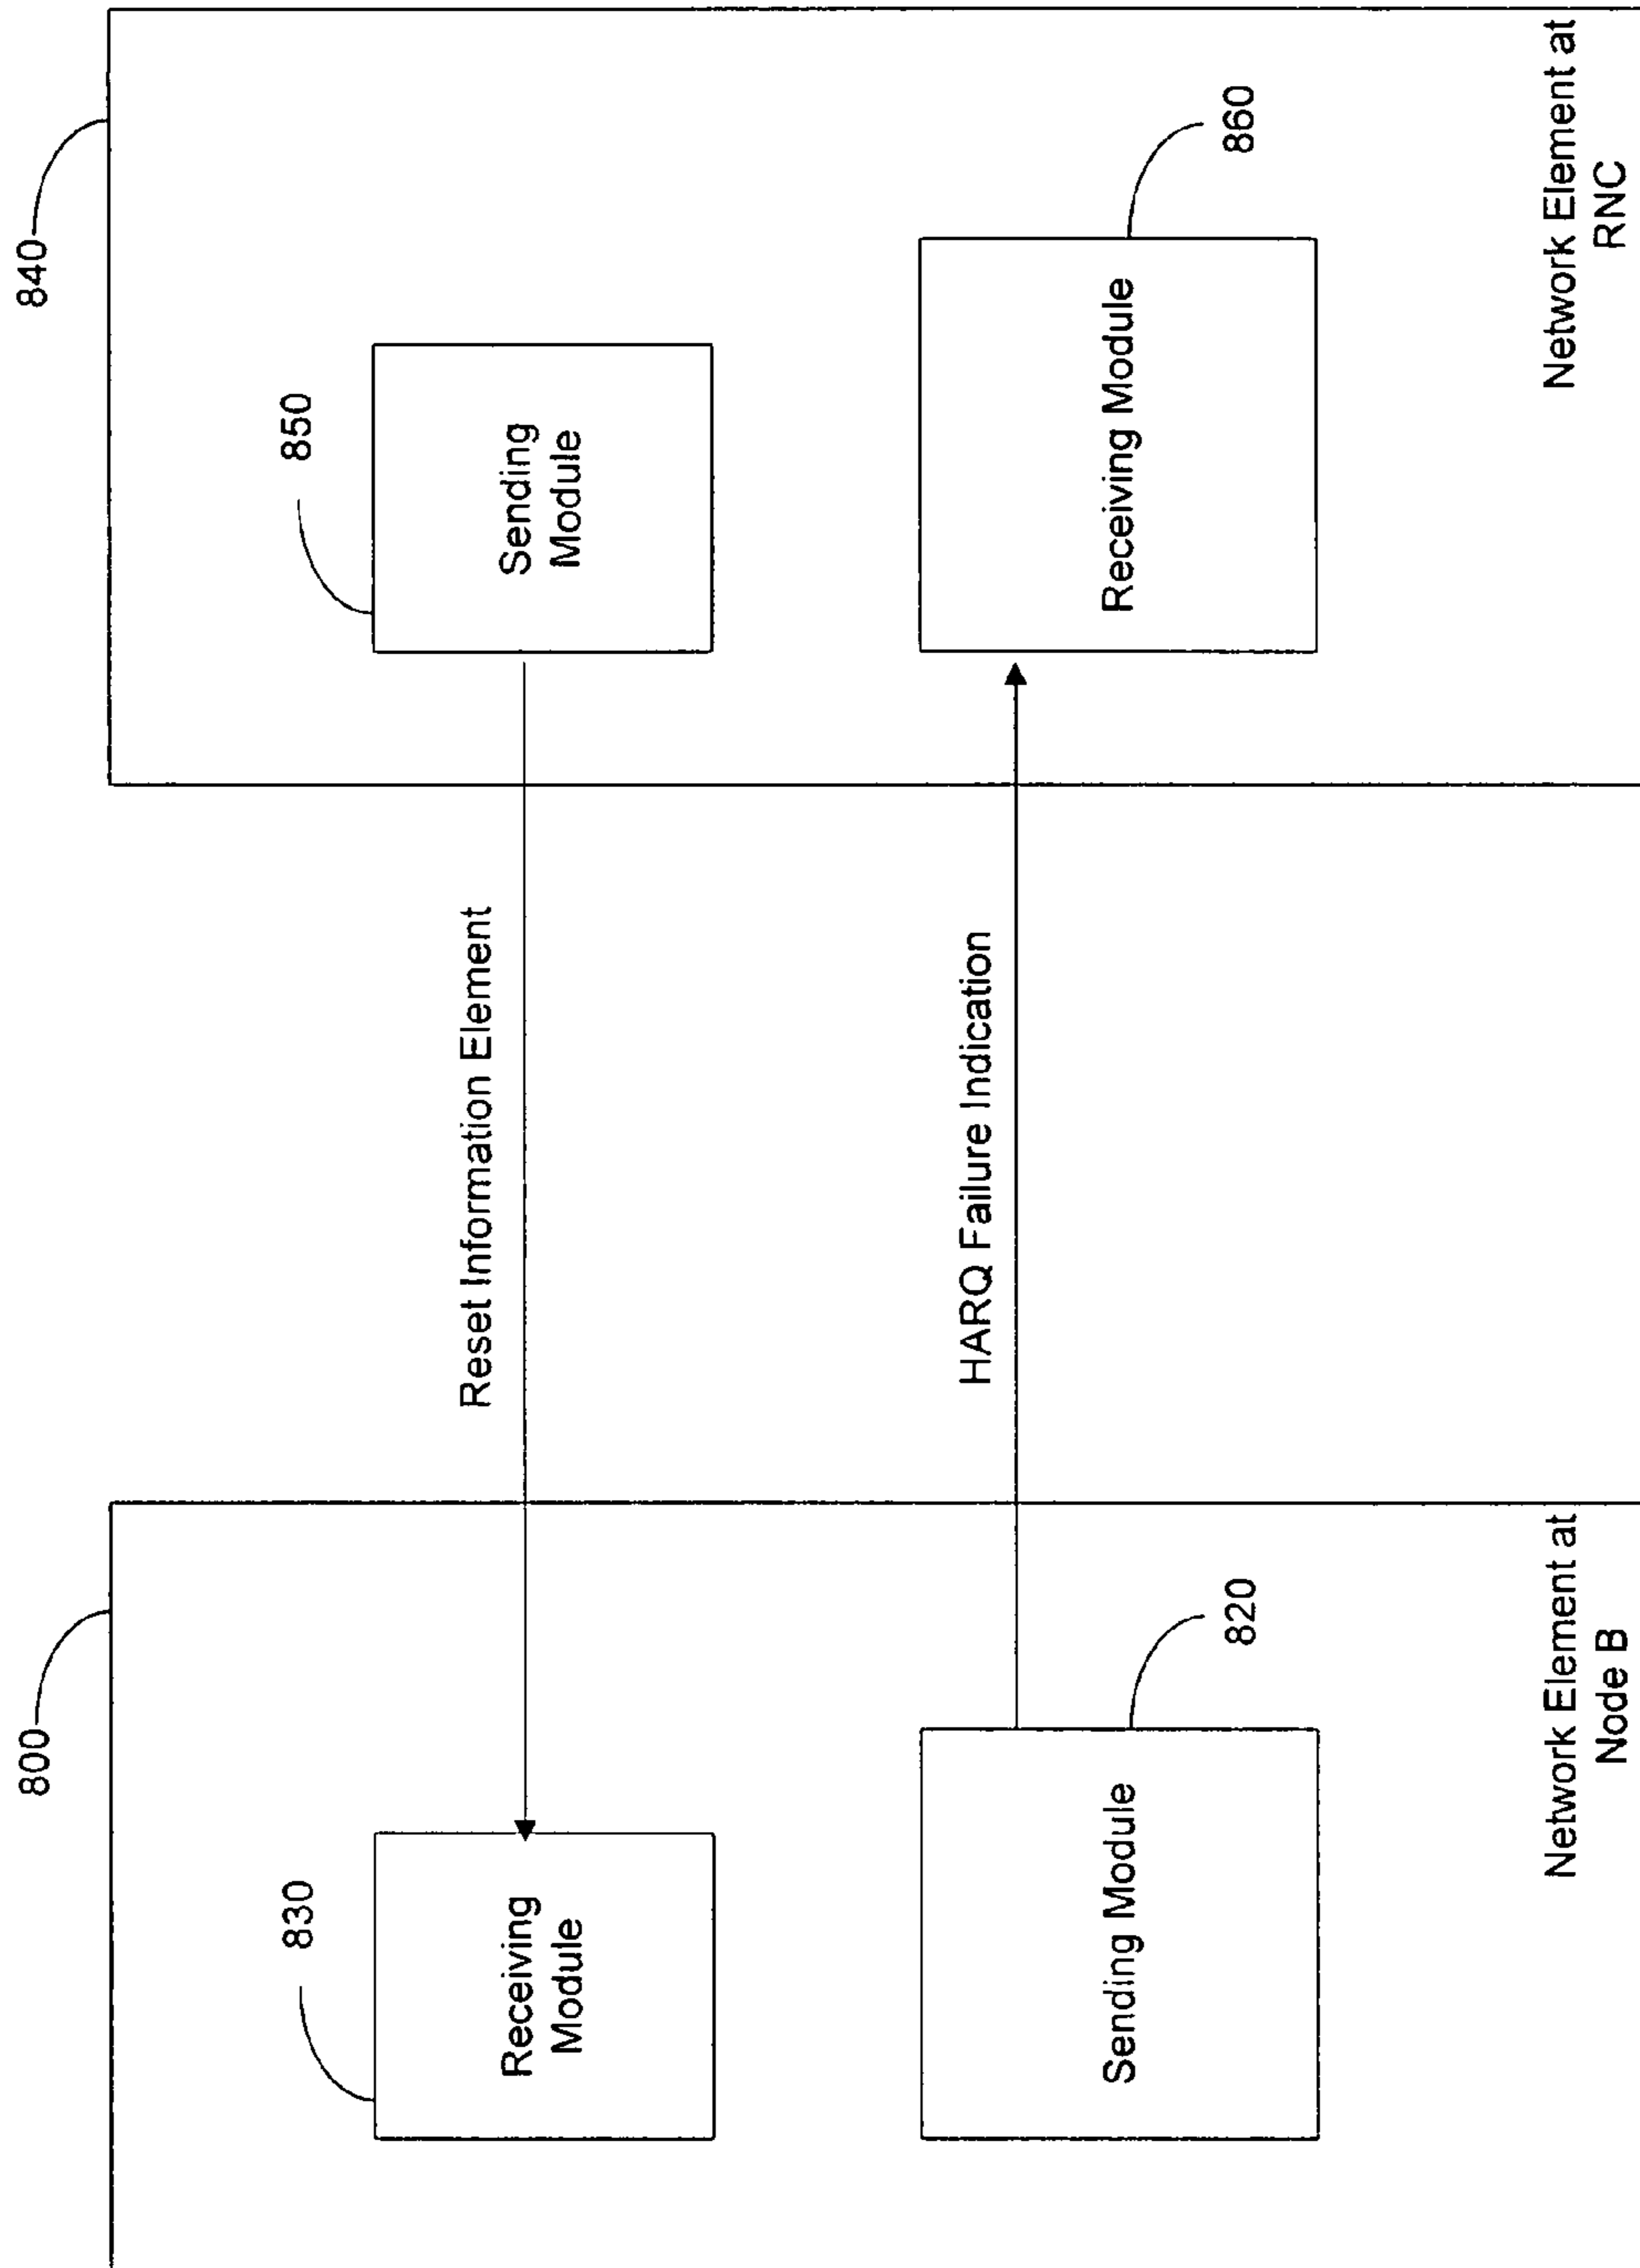 800
840
830
Receiving
Module
Reset Information Element
850
Sending
Module
Sending Module
820
HARQ Failure Indication
Receiving Module
860
Network Element at
Node B
Network Element at
RNC